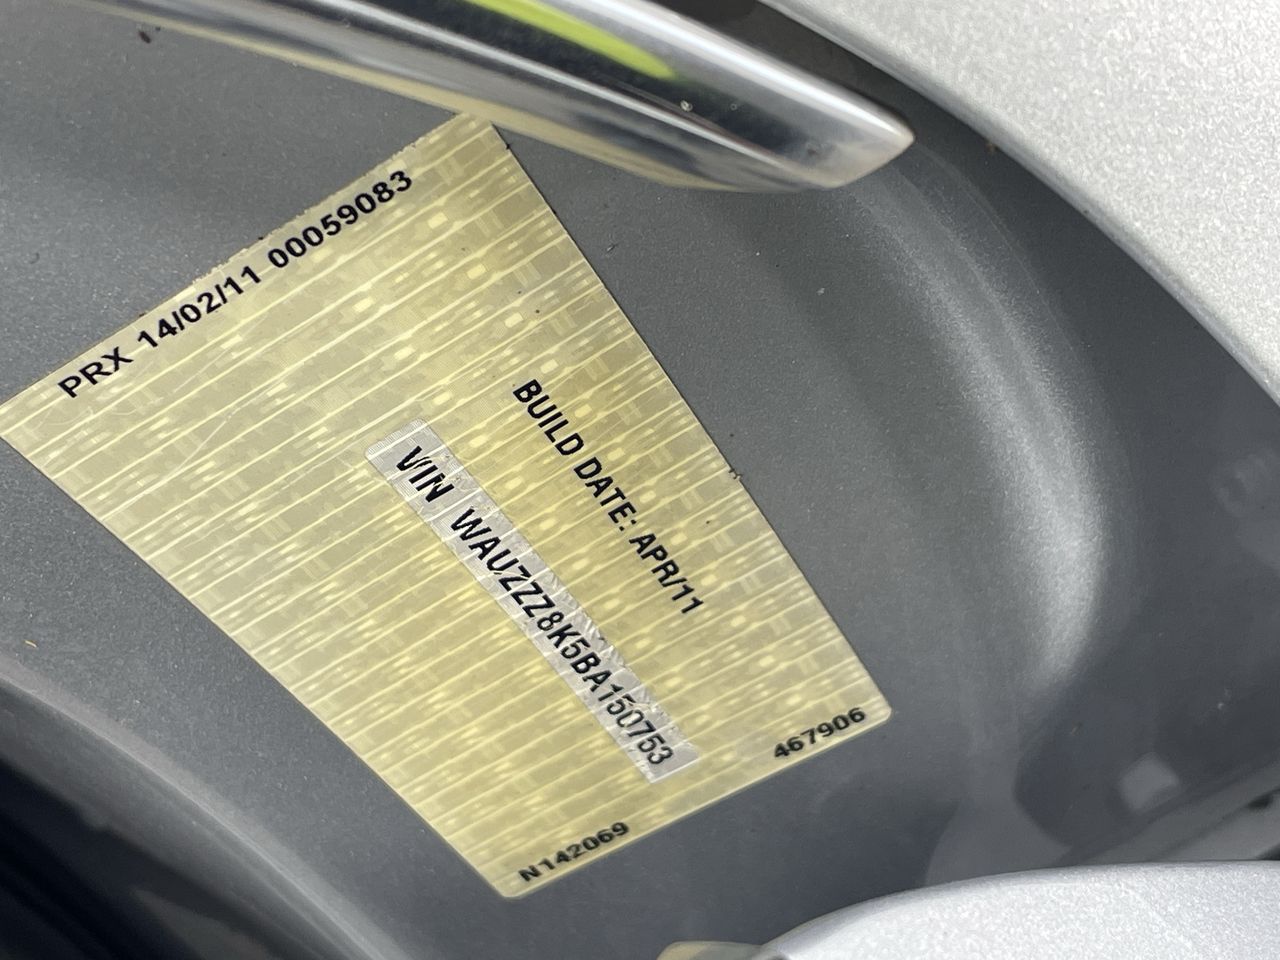 PRX 14/02/11 00059083
BUILD DATE: APR/11
VIN WAUZZZ8K5BA150753
467906
N142069